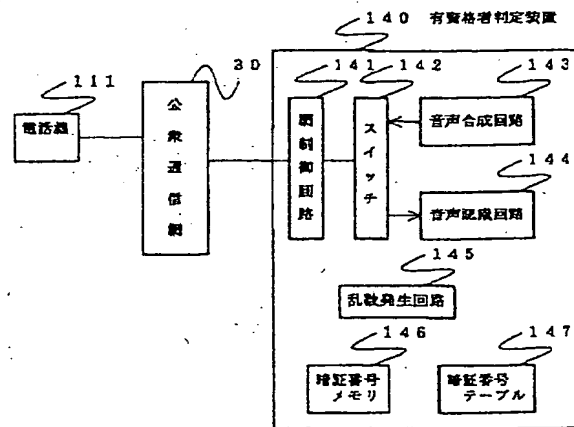 140 有資格者判定装置
111
30
141
142
143
電話機
公衆通信網
網制御回路
スイッチ
音声合成回路
144
音声認識回路
145
乱数発生回路
146
147
暗証番号
メモリ
暗証番号
テーブル